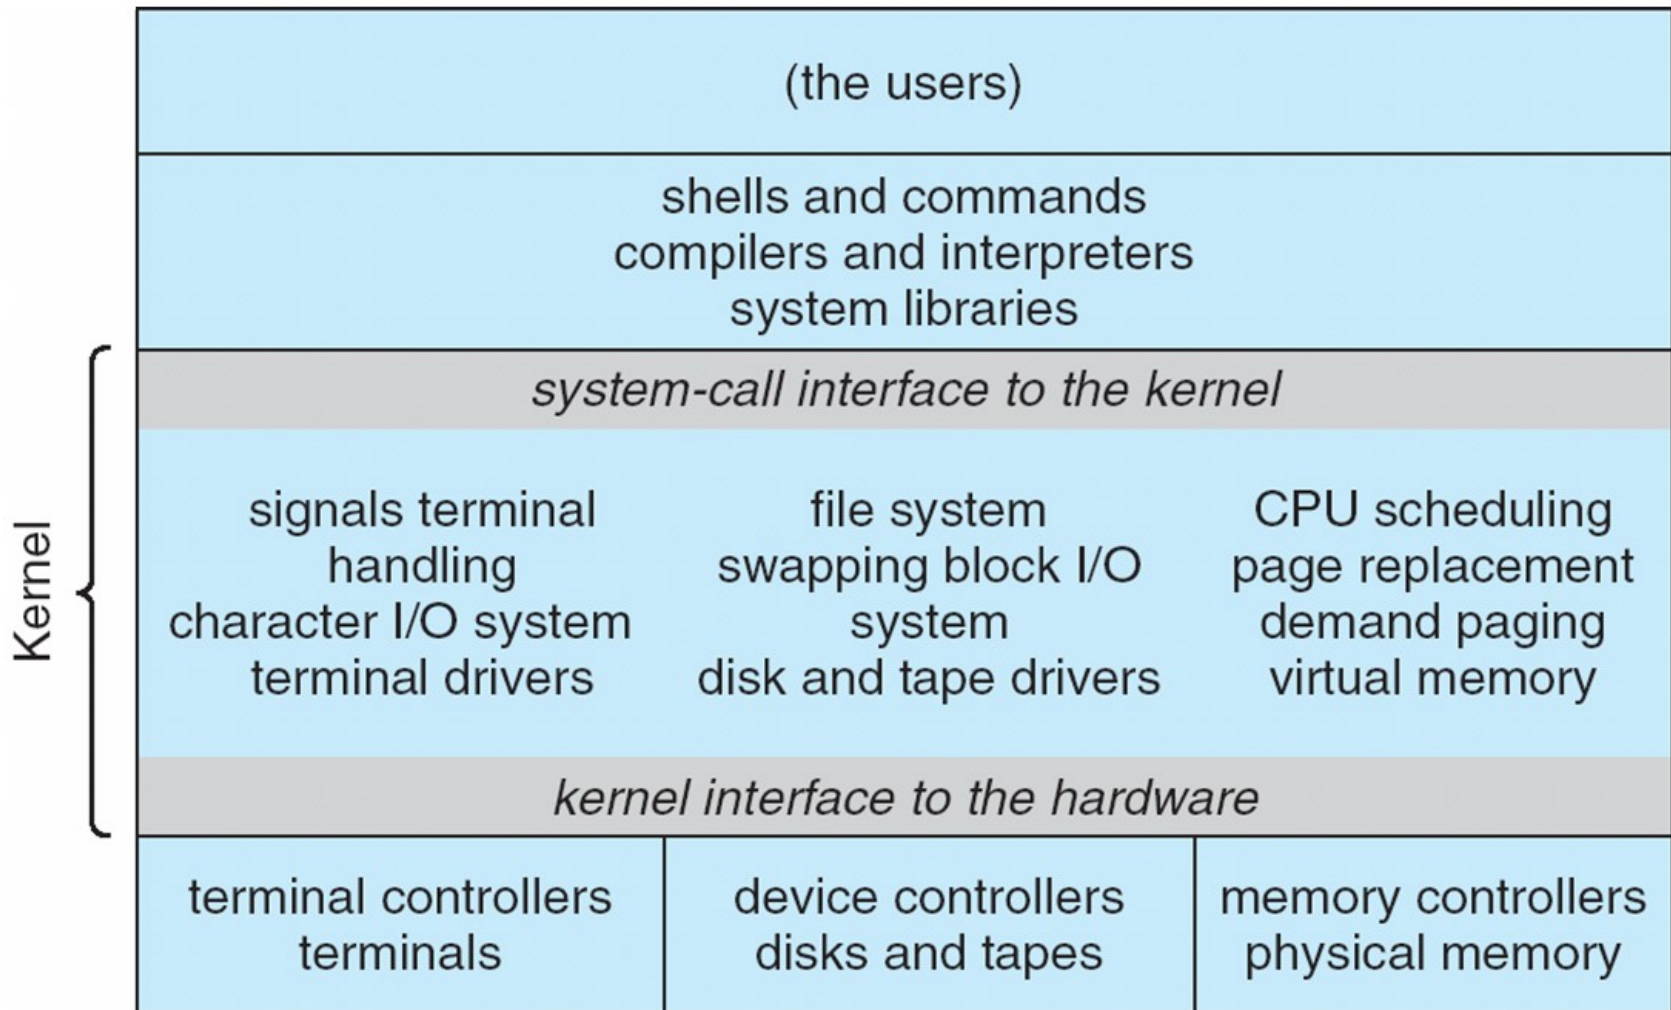 (the users)
shells and commands
compilers and interpreters
system libraries
system-call interface to the kernel
Kernel
signals terminal
handling
character I/O system
terminal drivers
file system
swapping block I/O
system
disk and tape drivers
CPU scheduling
page replacement
demand paging
virtual memory
kernel interface to the hardware
terminal controllers
terminals
device controllers
disks and tapes
memory controllers
physical memory